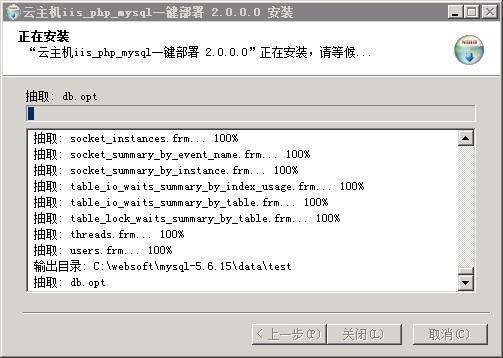 云主机iis_php_mysql一键部署 2.0.0.0 安装
正在安装
“云主机iis_php_mysql一键部署 2.0.0.0”正在安装，请等候...
抽取: db.opt
抽取: socket_instances.frm... 100%
抽取: socket_summary_by_event_name.frm... 100%
抽取: socket_summary_by_instance.frm... 100%
抽取: table_io_waits_summary_by_index_usage.frm... 100%
抽取: table_io_waits_summary_by_table.frm... 100%
抽取: table_lock_waits_summary_by_table.frm... 100%
抽取: threads.frm... 100%
抽取: users.frm... 100%
输出目录: C:\websoft\mysql-5.6.15\data\test
抽取: db.opt
< 上一步(P) 关闭(L) 取消(C)